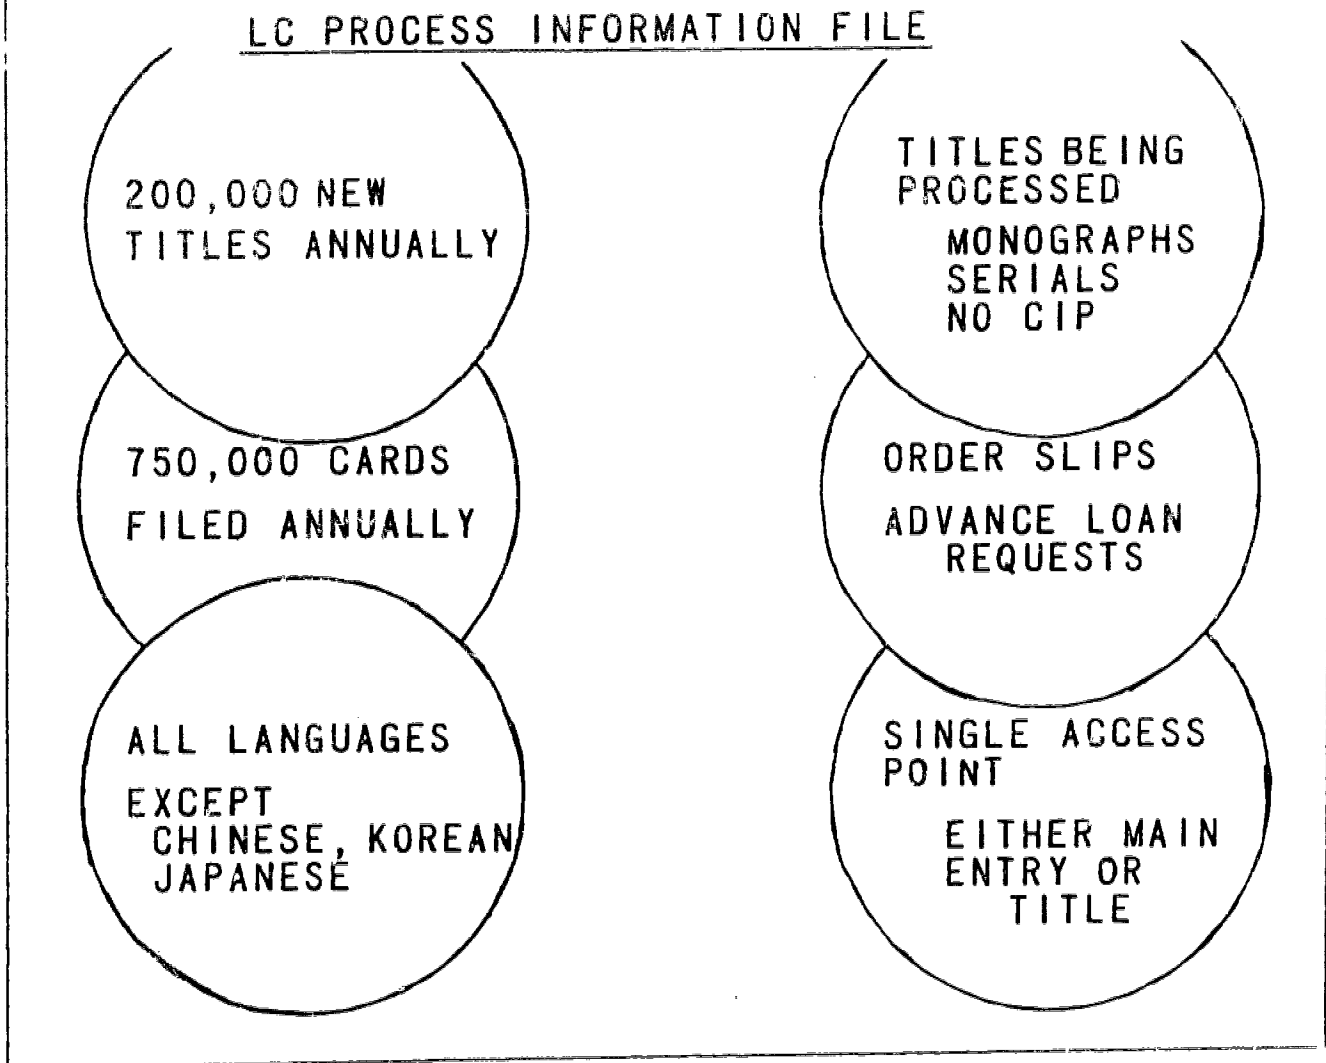 LC PROCESS INFORMATION FILE
200,000 NEW
TITLES ANNUALLY
750,000 CARDS
FILED ANNUALLY
ALL LANGUAGES
EXCEPT
CHINESE, KOREAN
JAPANESE
TITLES BEING
PROCESSED
MONOGRAPHS
SERIALS
NO CIP
ORDER SLIPS
ADVANCE LOAN
REQUESTS
SINGLE ACCESS
POINT
EITHER MAIN
ENTRY OR
TITLE